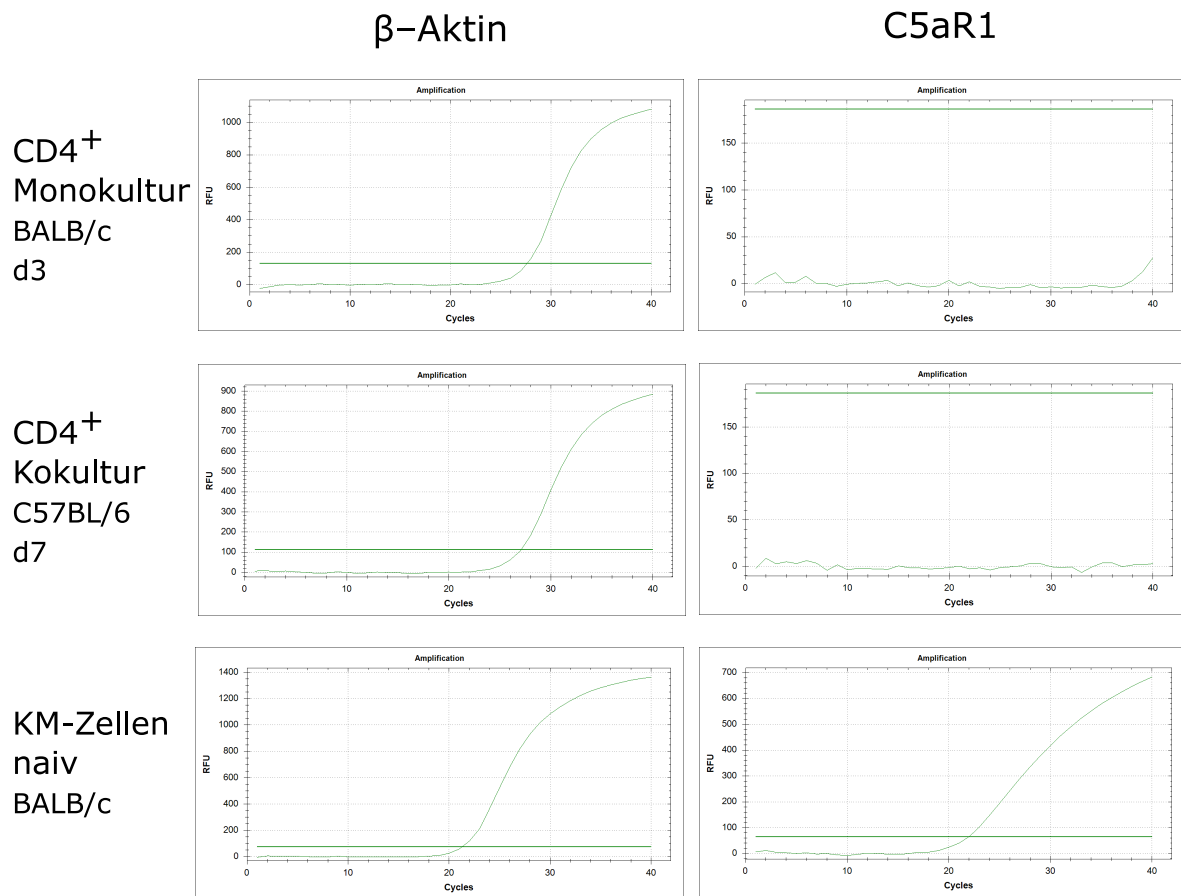 β–Aktin
C5aR1
CD4+
Monokultur
BALB/c
d3
Amplification
RFU
1000
800
600
400
200
0
0
10
20
30
40
Cycles
Amplification
RFU
150
100
50
0
0
10
20
30
40
Cycles
CD4+
Kokultur
C57BL/6
d7
Amplification
RFU
900
800
700
600
500
400
300
200
100
0
0
10
20
30
40
Cycles
Amplification
RFU
150
100
50
0
0
10
20
30
40
Cycles
KM-Zellen
naiv
BALB/c
Amplification
RFU
1400
1200
1000
800
600
400
200
0
0
10
20
30
40
Cycles
Amplification
RFU
700
600
500
400
300
200
100
0
0
10
20
30
40
Cycles